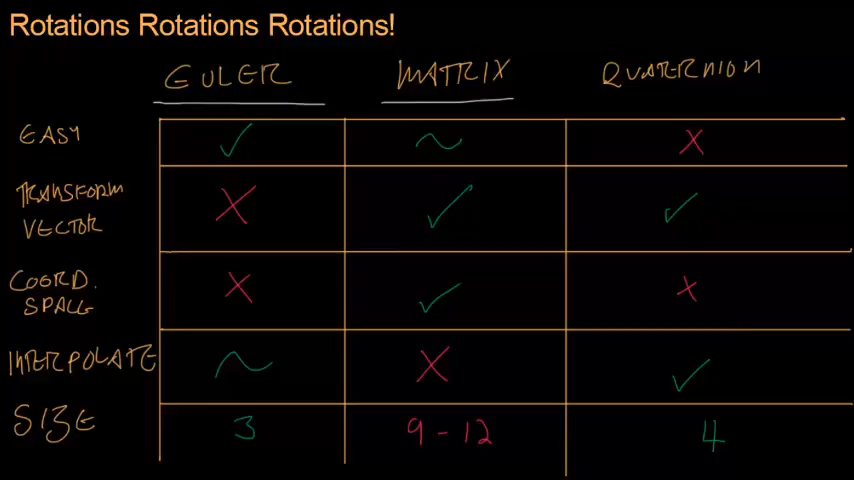 Rotations Rotations Rotations!
EULER MATRIX QUATERNION
EASY ✓ ~ ✗
TRANSFORM
VECTOR ✗ ✓ ✓
COORD.
SPACE ✗ ✓ ✗
INTERPOLATE ~ ✗ ✓
SIZE 3 9-12 4